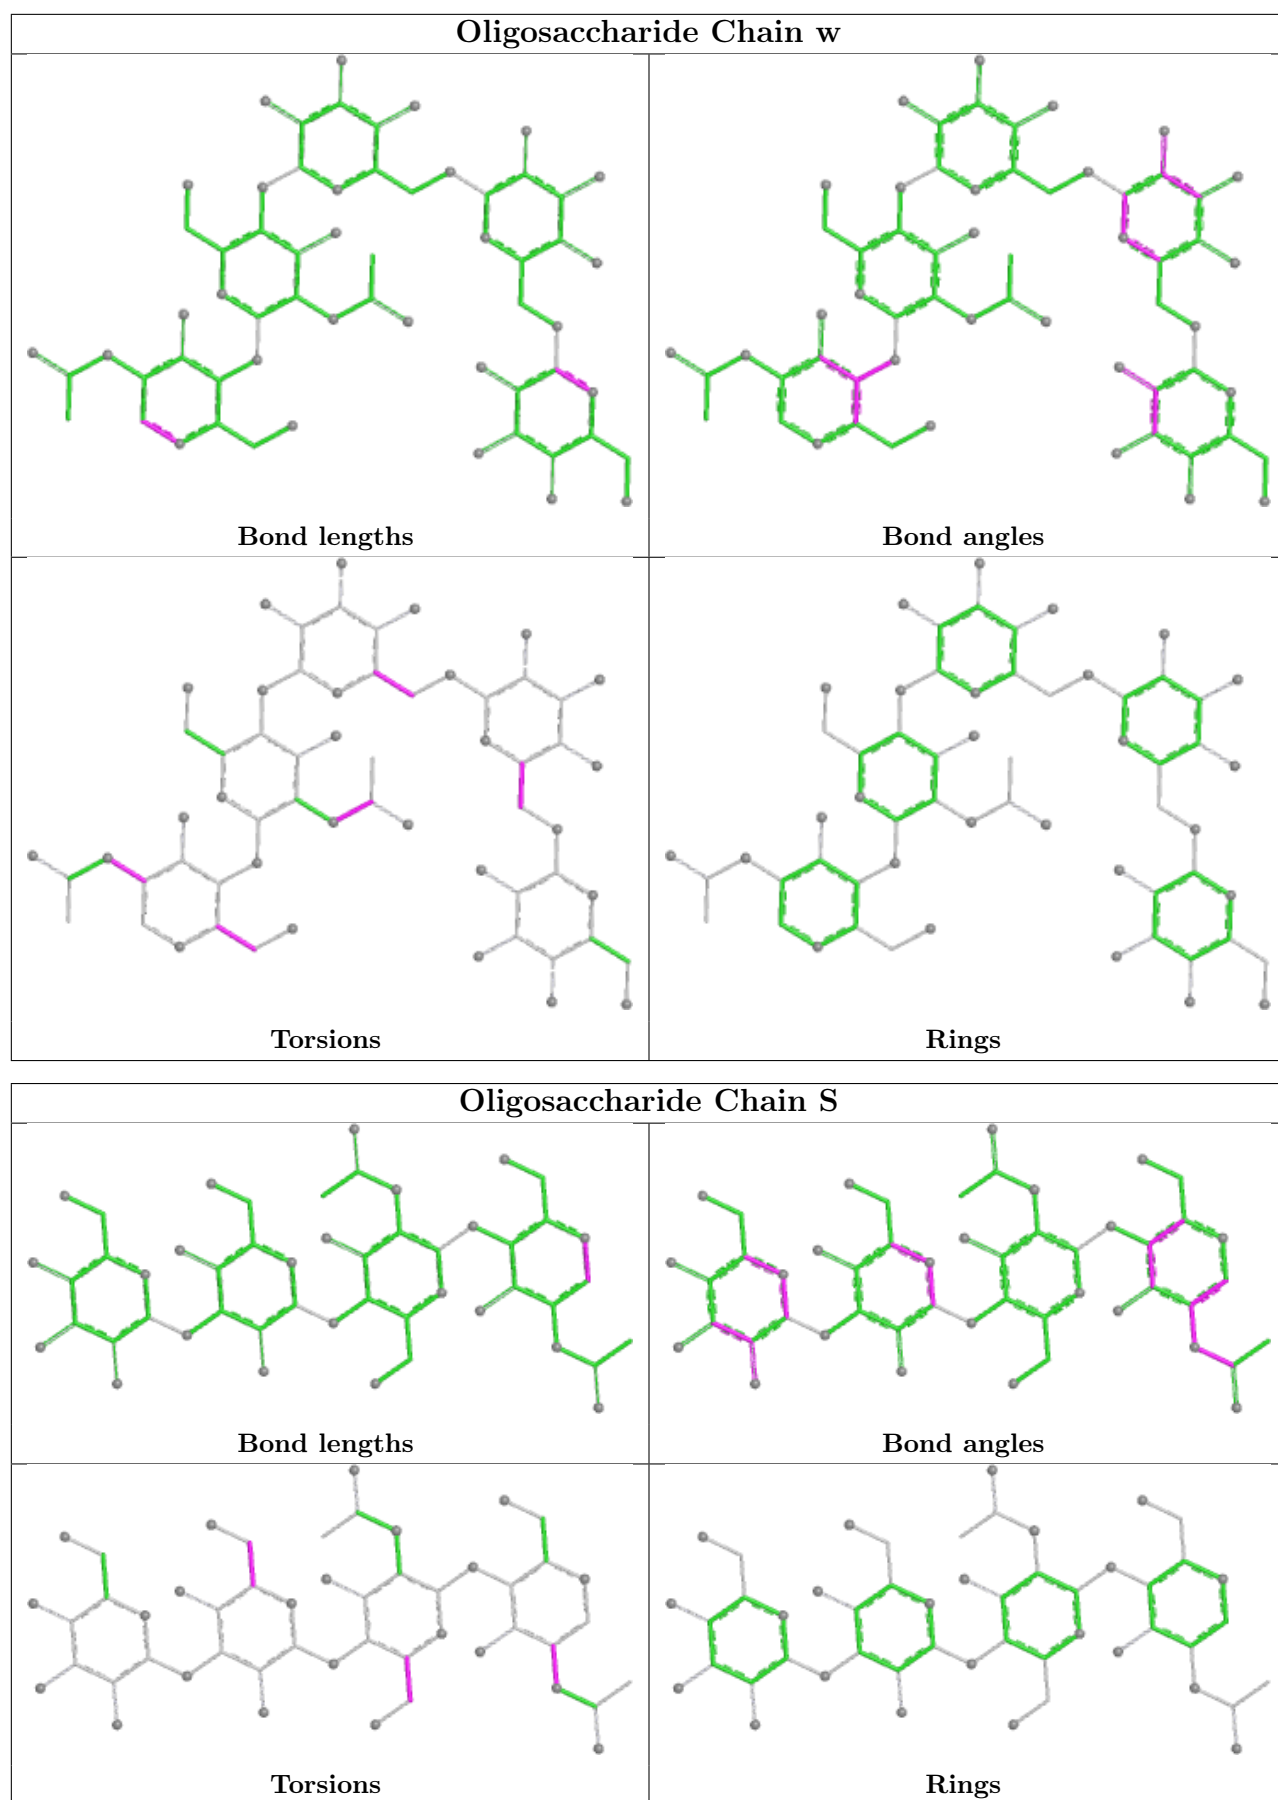 Oligosaccharide Chain w
Bond lengths
Bond angles
Torsions
Rings
Oligosaccharide Chain S
Bond lengths
Bond angles
Torsions
Rings